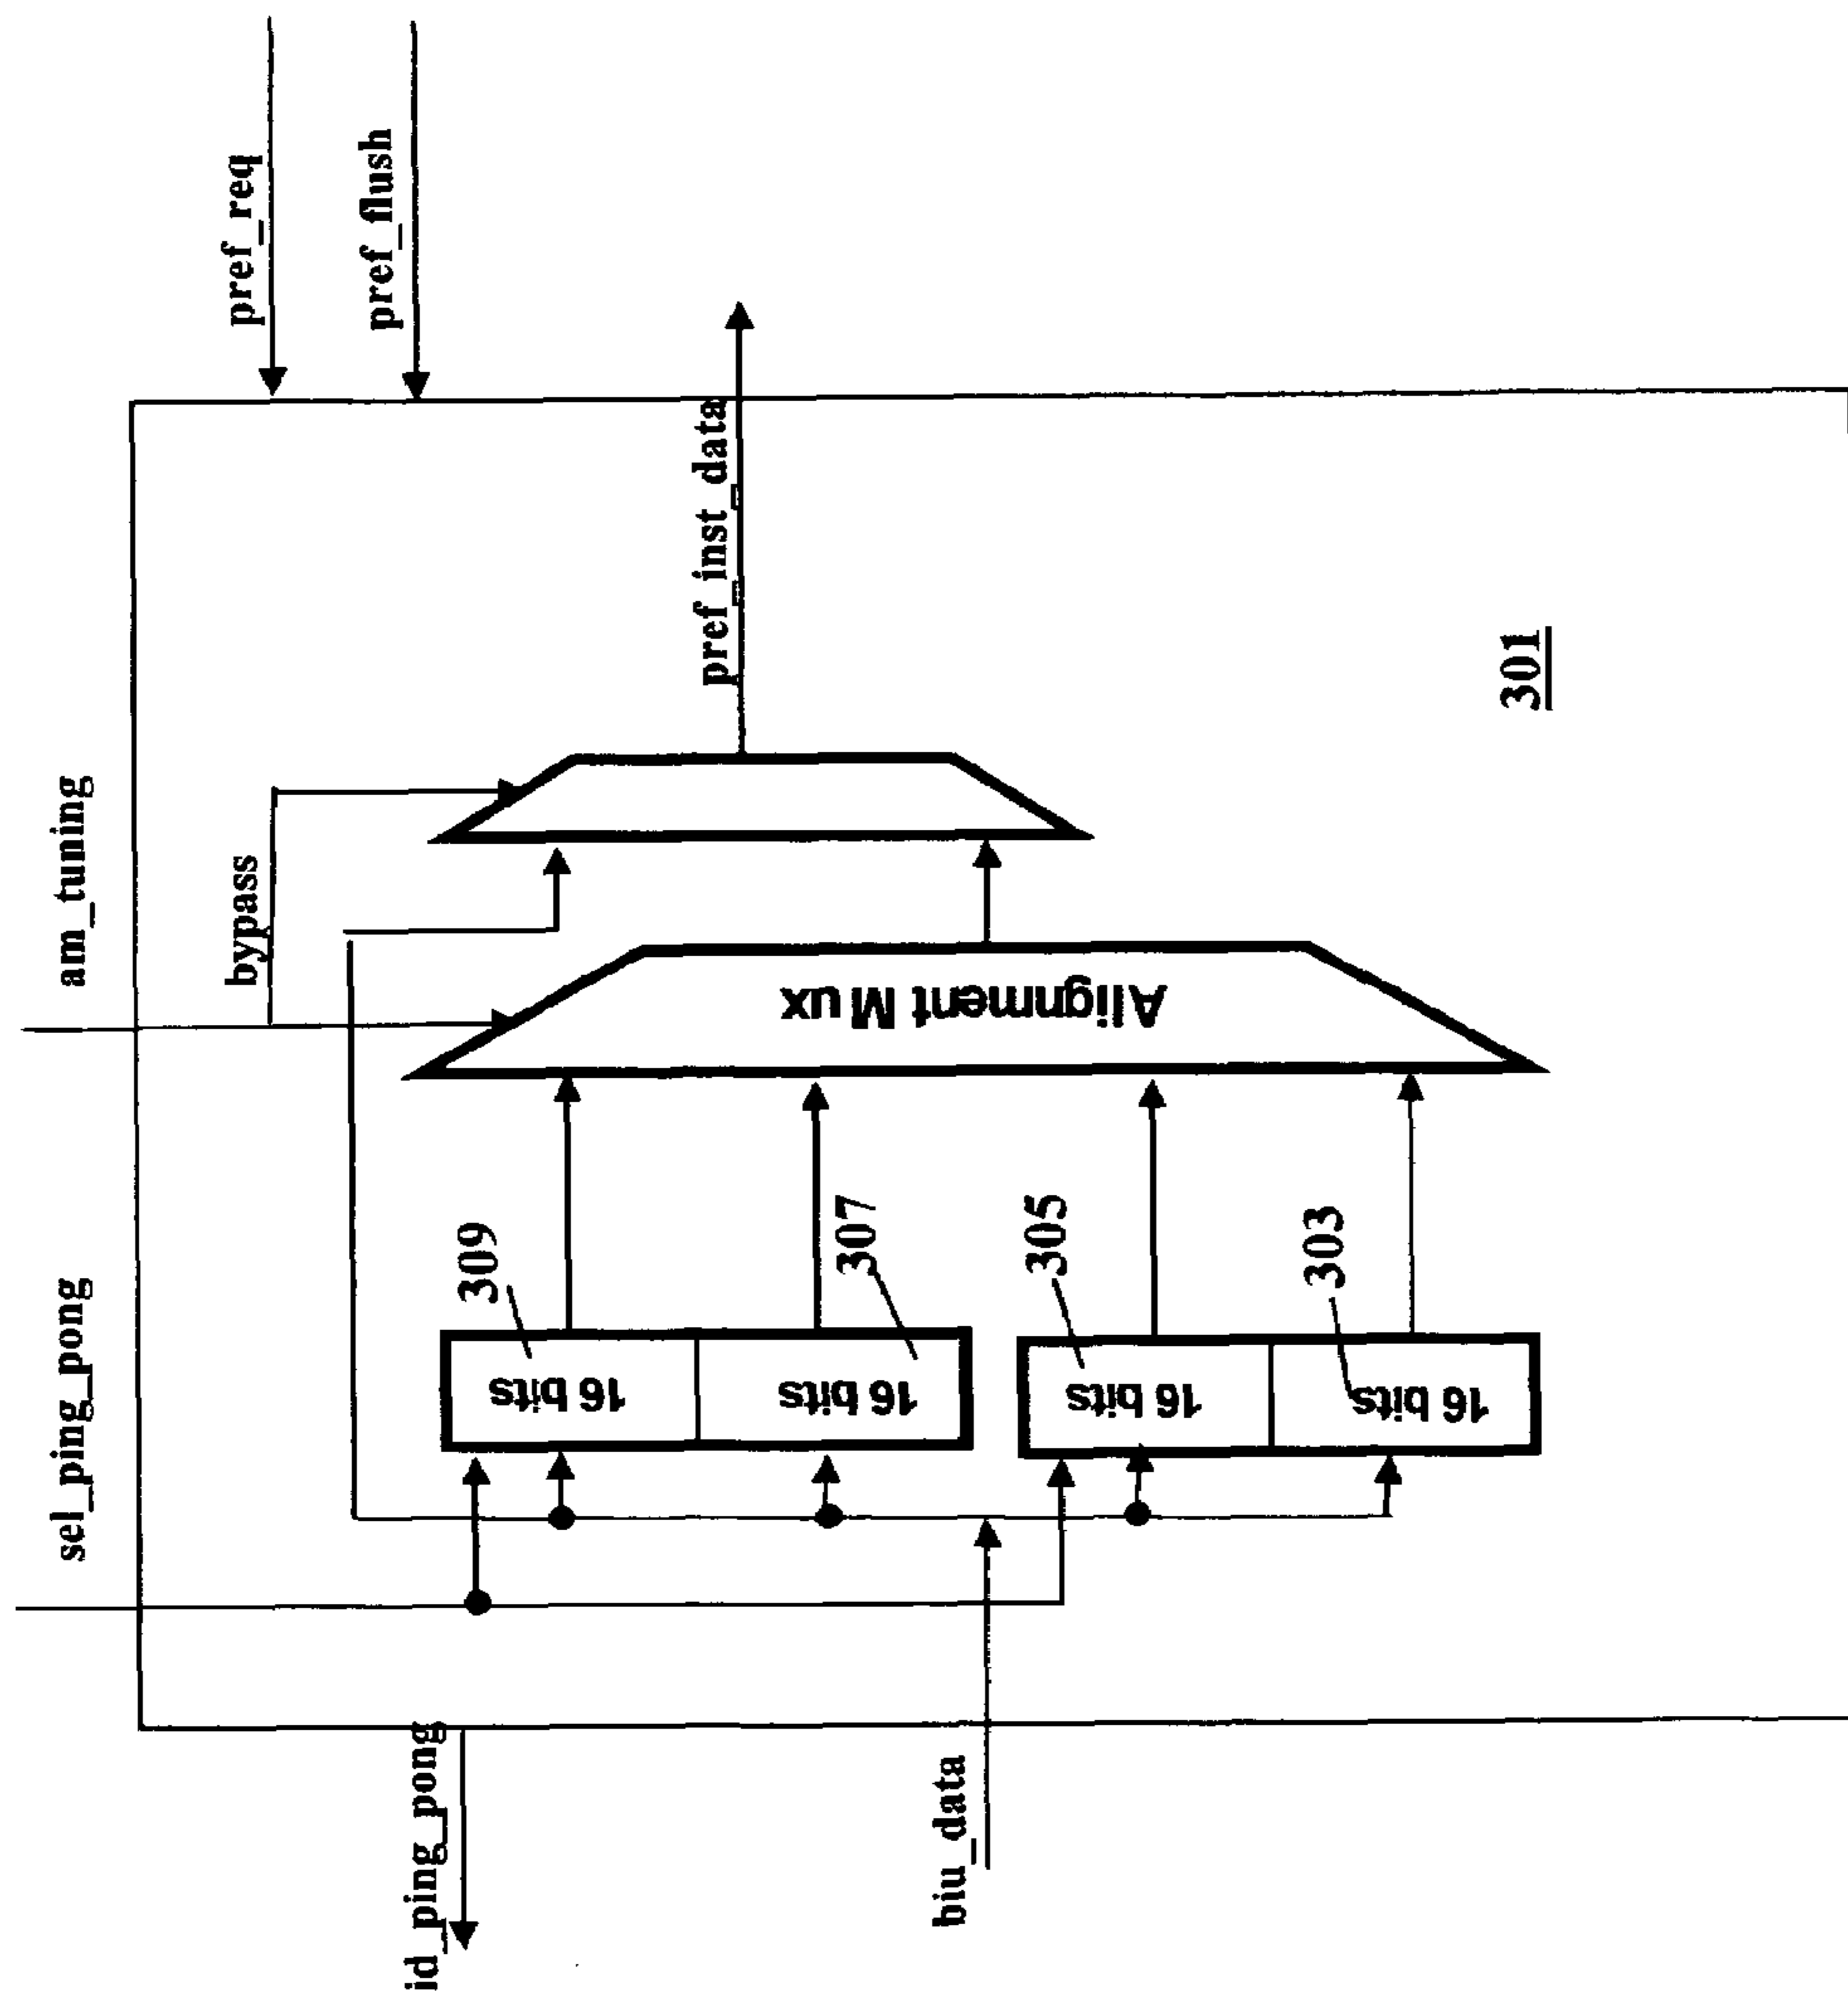 sel_ping_pong
am_tuning
bypass
pref_req
pref_flush
id_ping_pong
309
16 bits
307
16 bits
Alignment Mux
pref_inst_data
biu_data
305
16 bits
303
16 bits
301